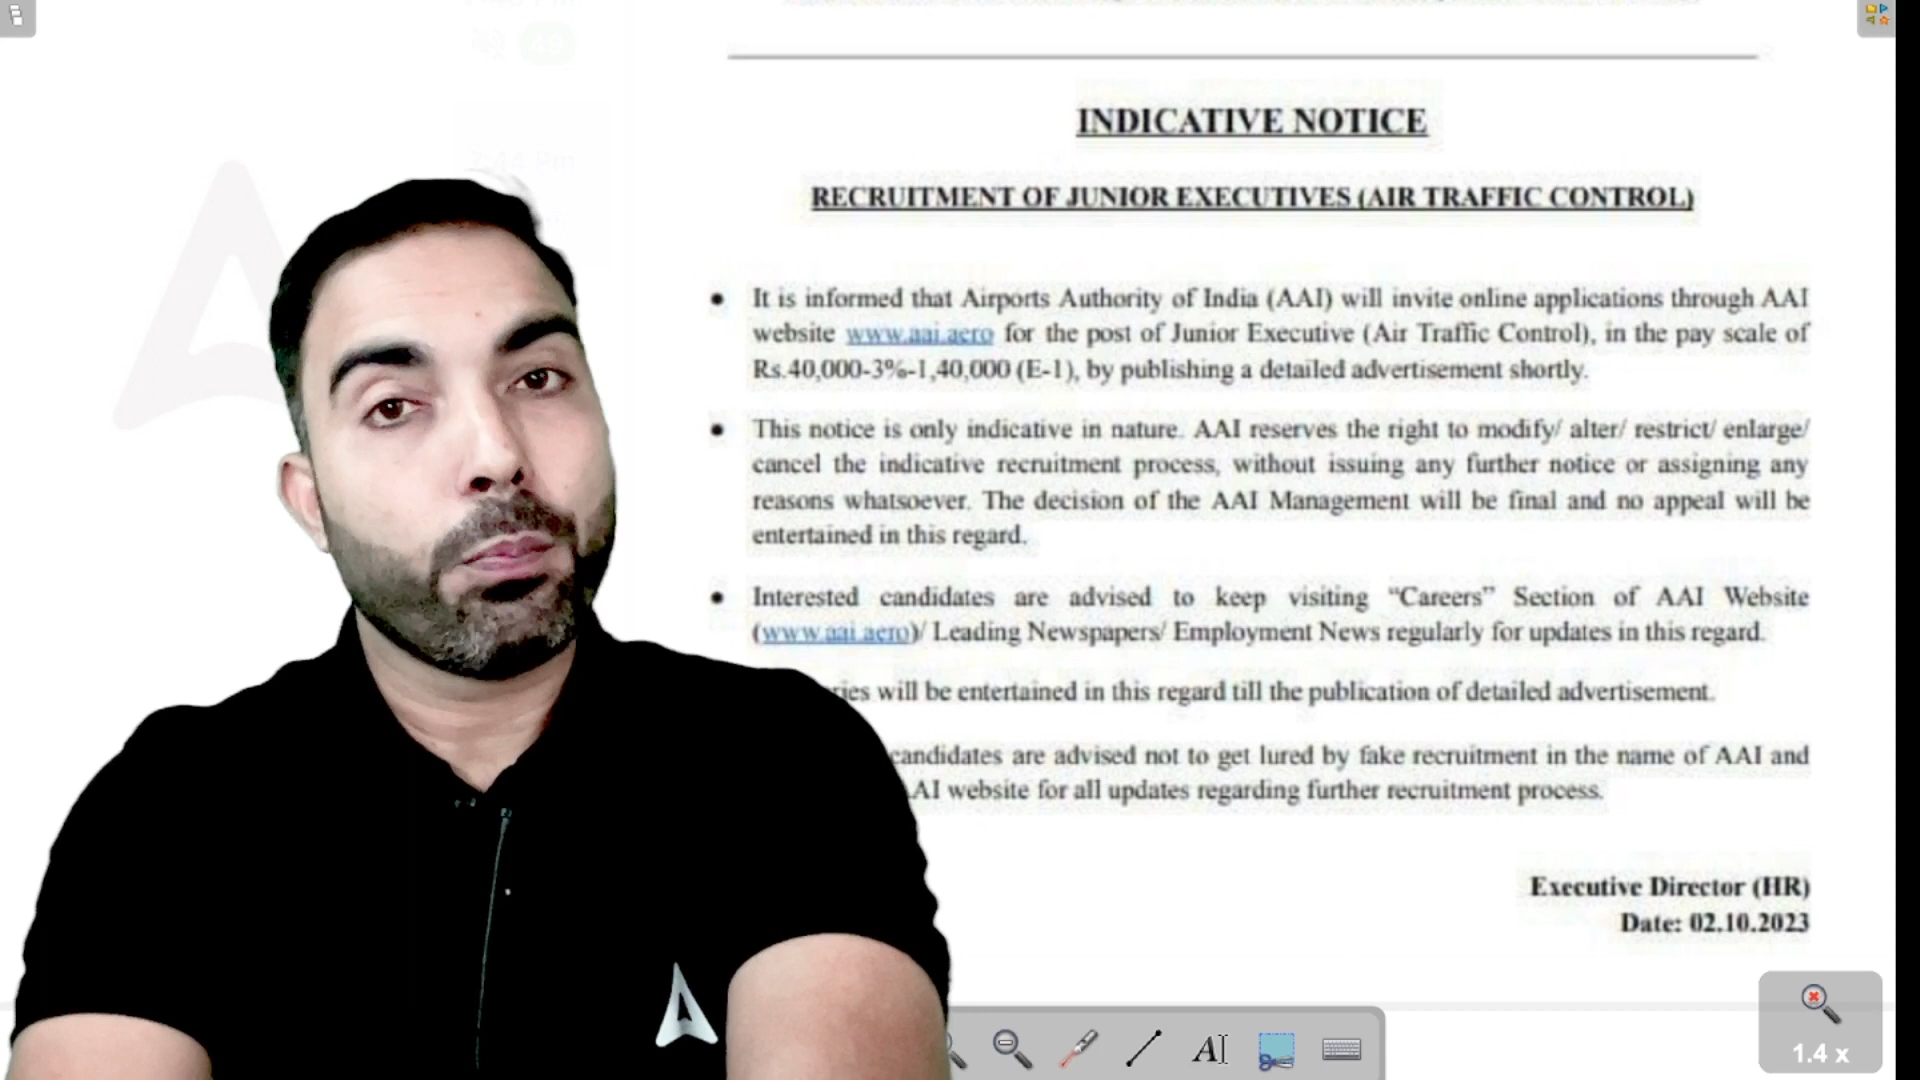 INDICATIVE NOTICE
RECRUITMENT OF JUNIOR EXECUTIVES (AIR TRAFFIC CONTROL)
• It is informed that Airports Authority of India (AAI) will invite online applications through AAI
website www.aai.aero for the post of Junior Executive (Air Traffic Control), in the pay scale of
Rs.40,000-3%-1,40,000 (E-1), by publishing a detailed advertisement shortly.
• This notice is only indicative in nature. AAI reserves the right to modify/ alter/ restrict/ enlarge/
cancel the indicative recruitment process, without issuing any further notice or assigning any
reasons whatsoever. The decision of the AAI Management will be final and no appeal will be
entertained in this regard.
• Interested candidates are advised to keep visiting “Careers” Section of AAI Website
(www.aai.aero)/ Leading Newspapers/ Employment News regularly for updates in this regard.
will be entertained in this regard till the publication of detailed advertisement.
candidates are advised not to get lured by fake recruitment in the name of AAI and
website for all updates regarding further recruitment process.
Executive Director (HR)
Date: 02.10.2023
1.4 x